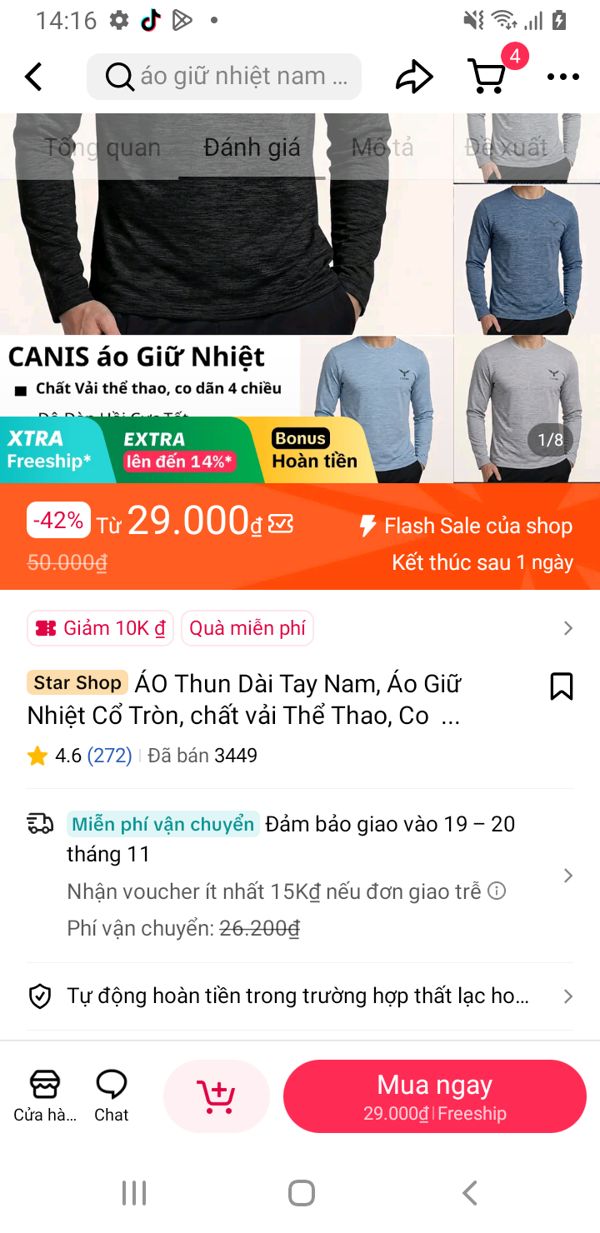 14:16
áo giữ nhiệt nam ...
4
Tổng quan
Đánh giá
Mô tả
Đề xuất
CANIS áo Giữ Nhiệt
Chất Vải thể thao, co dãn 4 chiều
Độ Đàn Hồi Cực Tốt
XTRA
Freeship*
EXTRA
lên đến 14%*
Bonus
Hoàn tiền
1/8
-42% Từ 29.000₫
Flash Sale của shop
50.000₫
Kết thúc sau 1 ngày
Giảm 10K ₫
Quà miễn phí
Star Shop ÁO Thun Dài Tay Nam, Áo Giữ
Nhiệt Cổ Tròn, chất vải Thể Thao, Co ...
4.6 (272) Đã bán 3449
Miễn phí vận chuyển Đảm bảo giao vào 19 – 20
tháng 11
Nhận voucher ít nhất 15K₫ nếu đơn giao trễ
Phí vận chuyển: 26.200₫
Tự động hoàn tiền trong trường hợp thất lạc ho...
Cửa hà...
Chat
Mua ngay
29.000₫ | Freeship